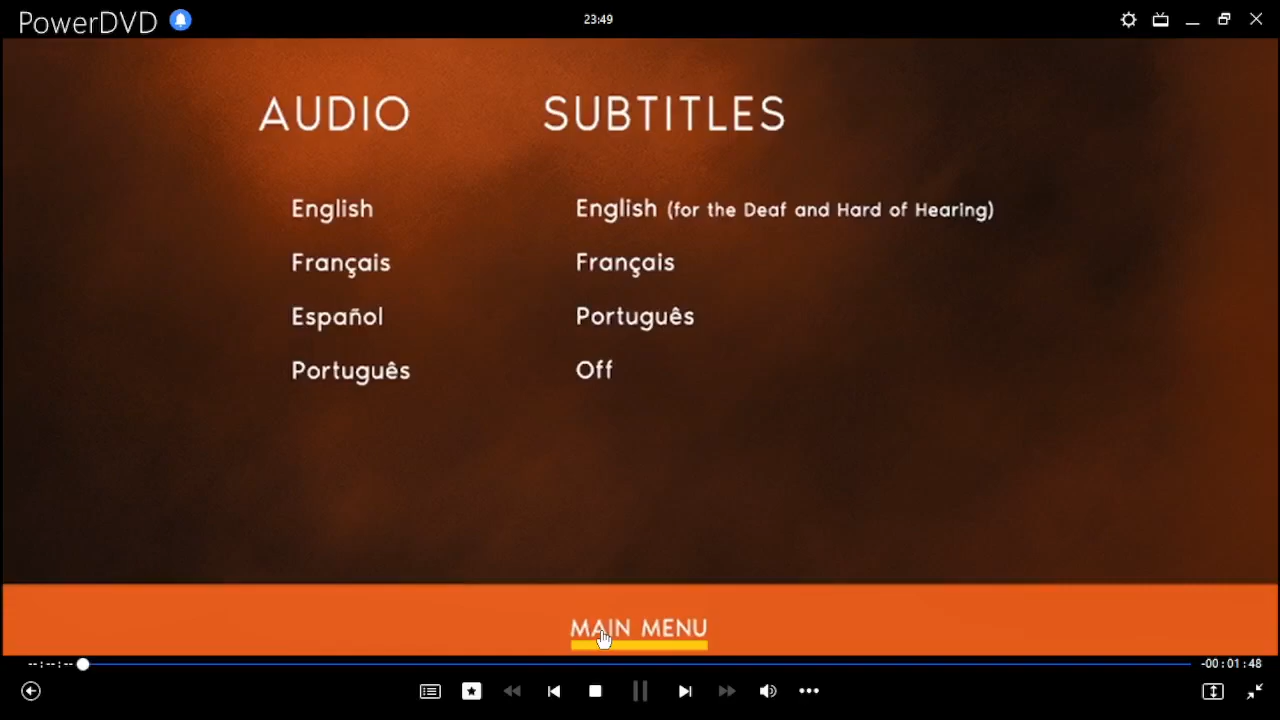 PowerDVD
23:49
AUDIO
SUBTITLES
English
English (for the Deaf and Hard of Hearing)
Français
Français
Español
Português
Português
Off
MAIN MENU
--:--:--
-00:01:48